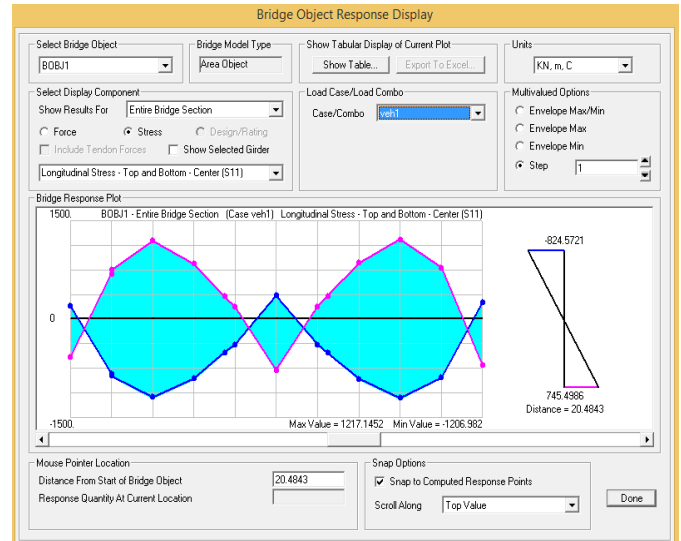 Bridge Object Response Display
Select Bridge Object
BOBJ1
Bridge Model Type
Area Object
Show Tabular Display of Current Plot
Show Table...
Export To Excel...
Units
KN, m, C
Select Display Component
Show Results For
Entire Bridge Section
Force
Stress
Design/Rating
Include Tendon Forces
Show Selected Girder
Longitudinal Stress - Top and Bottom - Center (S11)
Load Case/Load Combo
Case/Combo
veh1
Multivalued Options
Envelope Max/Min
Envelope Max
Envelope Min
Step
1
Bridge Response Plot
1500.
BOBJ1 - Entire Bridge Section (Case veh1) Longitudinal Stress - Top and Bottom - Center (S11)
0
-1500.
Max Value = 1217.1452 Min Value = -1206.982
-824.5721
745.4986
Distance = 20.4843
Mouse Pointer Location
Distance From Start of Bridge Object
20.4843
Response Quantity At Current Location
Snap Options
Snap to Computed Response Points
Scroll Along
Top Value
Done